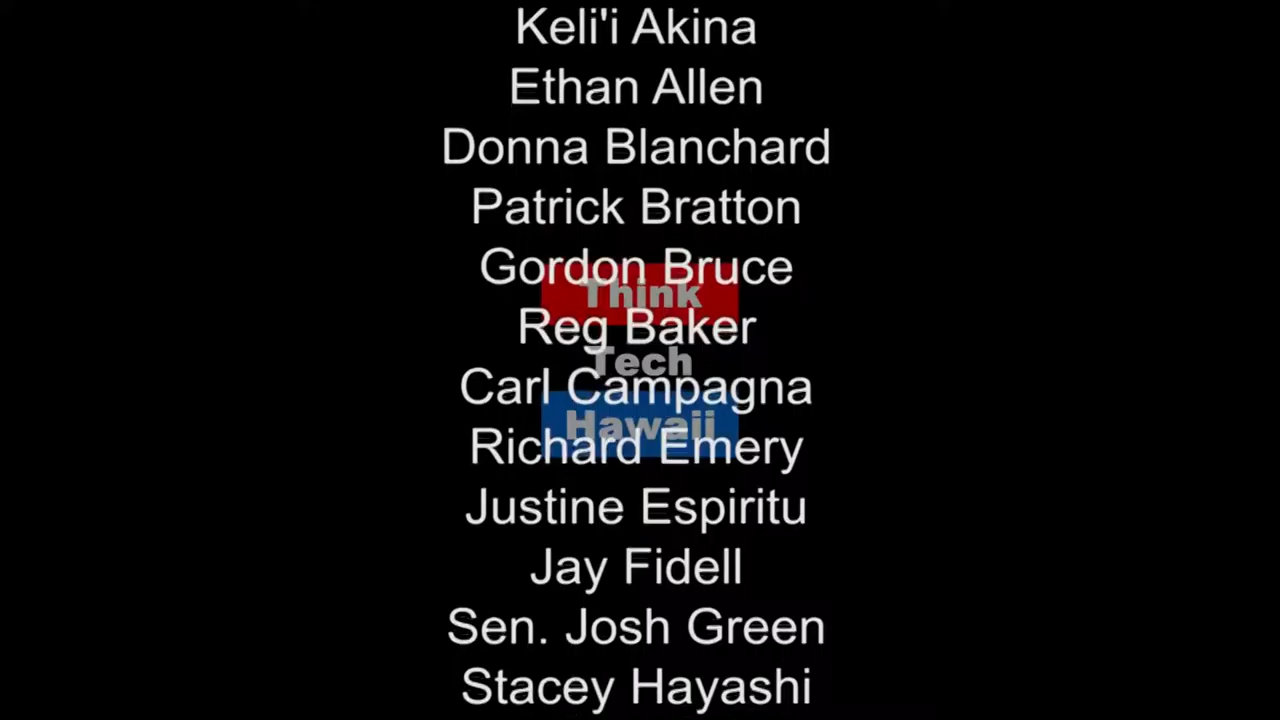 Keli'i Akina
Ethan Allen
Donna Blanchard
Patrick Bratton
Gordon Bruce
Think
Reg Baker
Tech
Carl Campagna
Hawaii
Richard Emery
Justine Espiritu
Jay Fidell
Sen. Josh Green
Stacey Hayashi